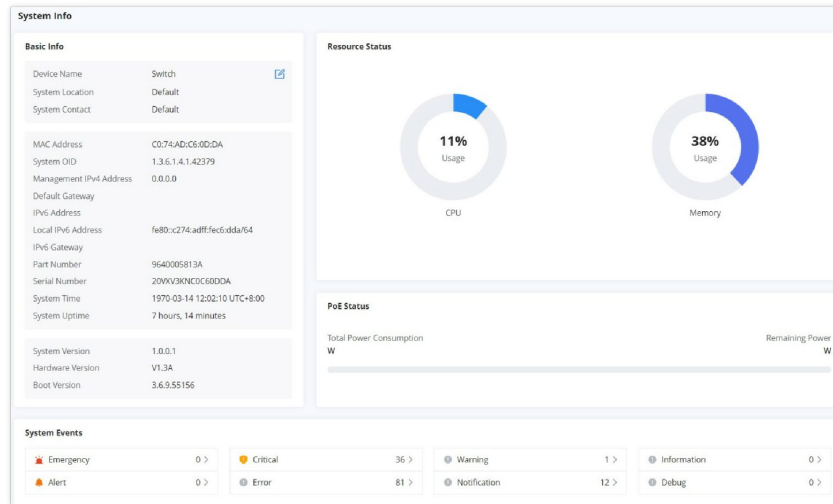 System Info
Basic Info
Device Name Switch
System Location Default
System Contact Default
MAC Address C0:74:AD:C6:0D:DA
System OID 1.3.6.1.4.1.42379
Management IPv4 Address 0.0.0.0
Default Gateway
IPv6 Address
Local IPv6 Address fe80::c274:adff:fec6:dda/64
IPv6 Gateway
Part Number 9640005813A
Serial Number 20VXV3KNC0C60DDA
System Time 1970-03-14 12:02:10 UTC+8:00
System Uptime 7 hours, 14 minutes
System Version 1.0.0.1
Hardware Version V1.3A
Boot Version 3.6.9.55156
Resource Status
11%
Usage
CPU
38%
Usage
Memory
PoE Status
Total Power Consumption
W
Remaining Power
W
System Events
Emergency 0 >
Critical 36 >
Warning 1 >
Information 0 >
Alert 0 >
Error 81 >
Notification 12 >
Debug 0 >